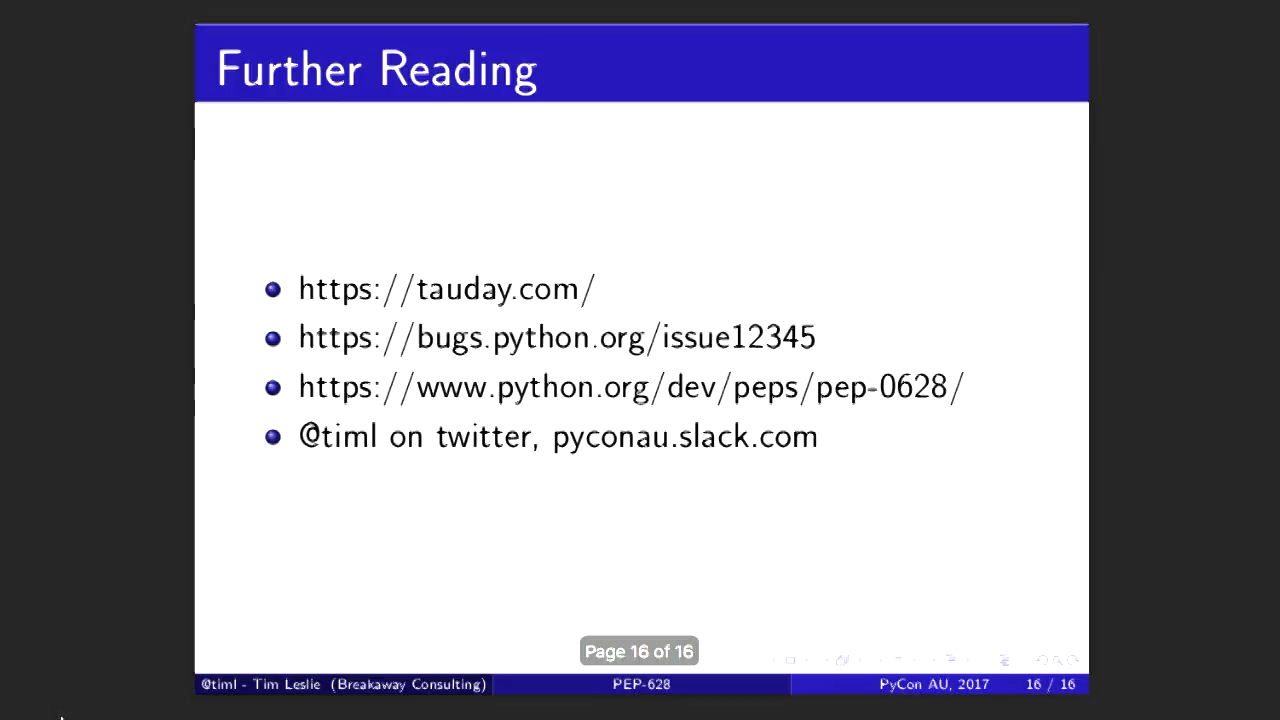 Further Reading
https://tauday.com/
https://bugs.python.org/issue12345
https://www.python.org/dev/peps/pep-0628/
@timl on twitter, pyconau.slack.com
Page 16 of 16
@timl - Tim Leslie (Breakaway Consulting) PEP-628 PyCon AU, 2017 16 / 16